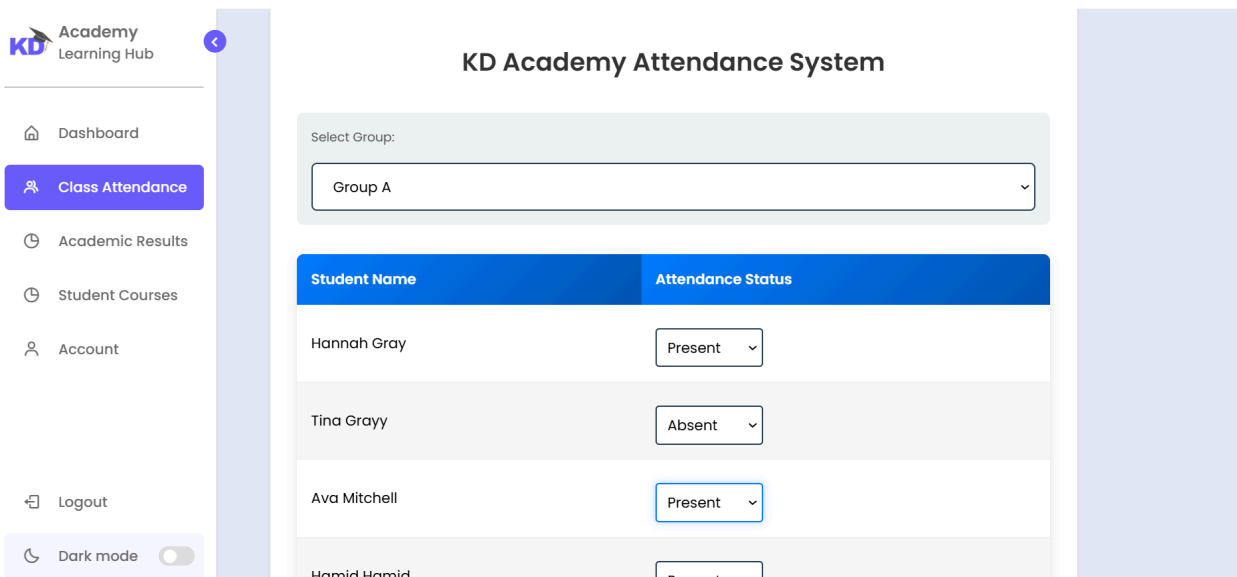 KD
Academy
Learning Hub
Dashboard
Class Attendance
Academic Results
Student Courses
Account
Logout
Dark mode
KD Academy Attendance System
Select Group:
Group A
Student Name Attendance Status
Hannah Gray Present
Tina Grayy Absent
Ava Mitchell Present
Hamid Hamid